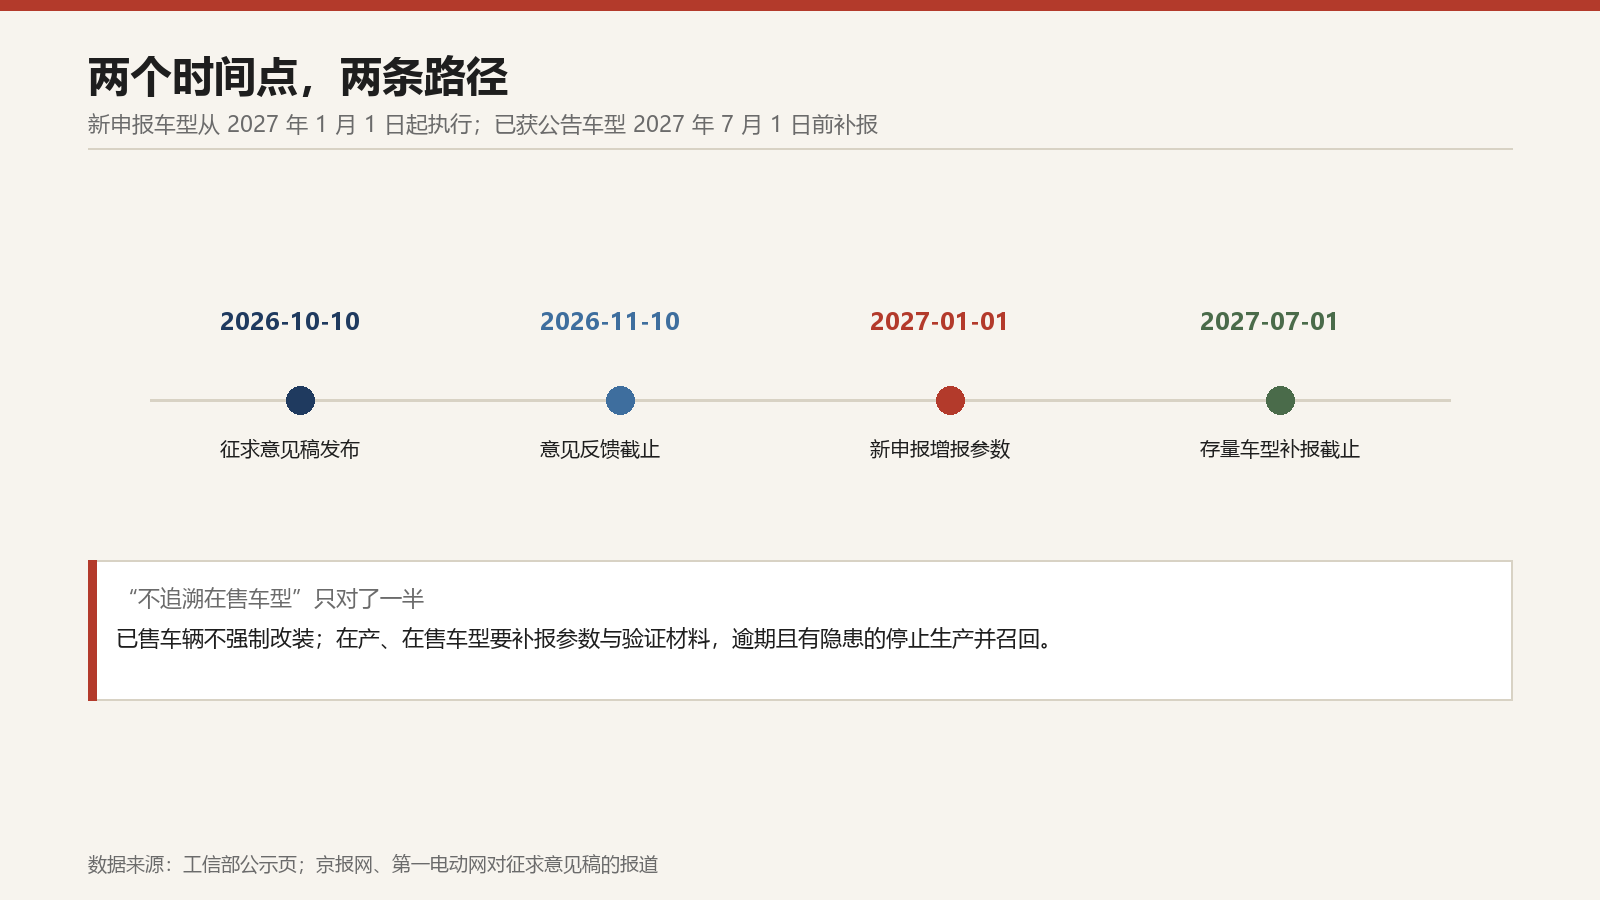 两个时间点，两条路径
新申报车型从 2027 年 1 月 1 日起执行；已获公告车型 2027 年 7 月 1 日前补报
2026-10-10
2026-11-10
2027-01-01
2027-07-01
征求意见稿发布
意见反馈截止
新申报增报参数
存量车型补报截止
“不追溯在售车型”只对了一半
已售车辆不强制改装；在产、在售车型要补报参数与验证材料，逾期且有隐患的停止生产并召回。
数据来源：工信部公示页；京报网、第一电动网对征求意见稿的报道